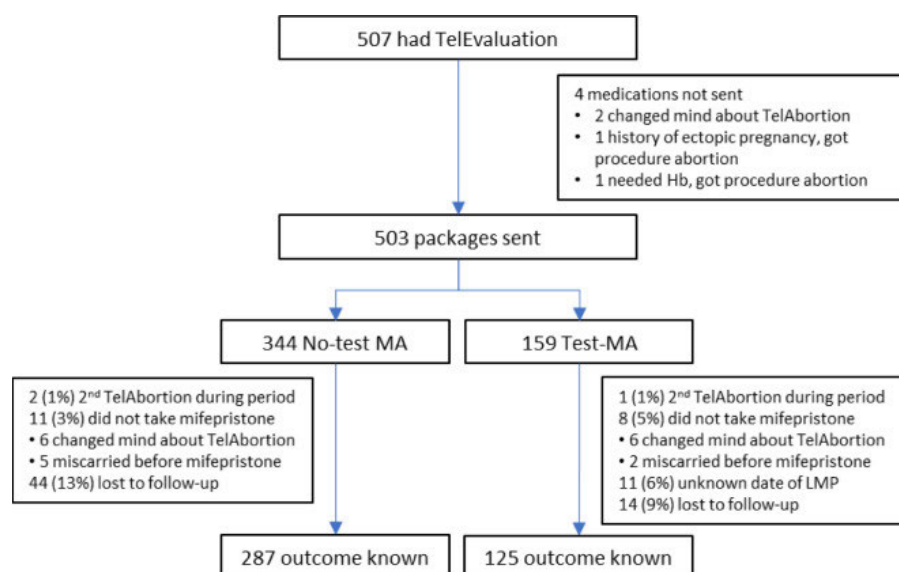 507 had TelEvaluation
4 medications not sent
• 2 changed mind about TelAbortion
• 1 history of ectopic pregnancy, got
procedure abortion
• 1 needed Hb, got procedure abortion
503 packages sent
344 No-test MA
159 Test-MA
2 (1%) 2nd TelAbortion during period
11 (3%) did not take mifepristone
• 6 changed mind about TelAbortion
• 5 miscarried before mifepristone
44 (13%) lost to follow-up
1 (1%) 2nd TelAbortion during period
8 (5%) did not take mifepristone
• 6 changed mind about TelAbortion
• 2 miscarried before mifepristone
11 (6%) unknown date of LMP
14 (9%) lost to follow-up
287 outcome known
125 outcome known